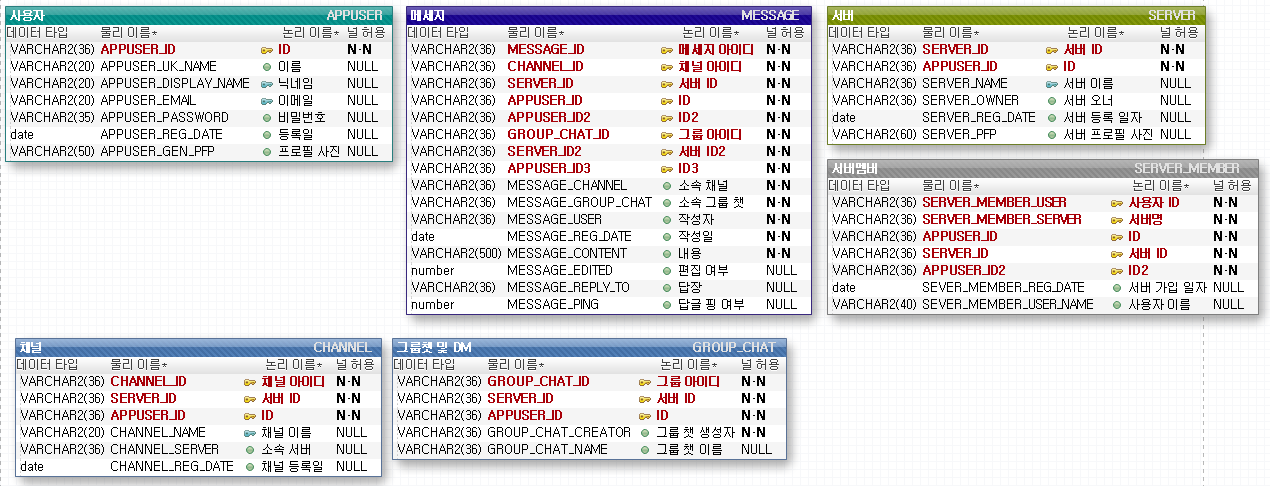 사용자 APPUSER
데이터 타입 물리 이름* 논리 이름* 널 허용
VARCHAR2(36) APPUSER_ID ID N-N
VARCHAR2(20) APPUSER_UK_NAME 이름 NULL
VARCHAR2(20) APPUSER_DISPLAY_NAME 닉네임 NULL
VARCHAR2(20) APPUSER_EMAIL 이메일 NULL
VARCHAR2(35) APPUSER_PASSWORD 비밀번호 NULL
date APPUSER_REG_DATE 등록일 NULL
VARCHAR2(50) APPUSER_GEN_PFP 프로필 사진 NULL
메세지 MESSAGE
데이터 타입 물리 이름* 논리 이름* 널 허용
VARCHAR2(36) MESSAGE_ID 메세지 아이디 N-N
VARCHAR2(36) CHANNEL_ID 채널 아이디 N-N
VARCHAR2(36) SERVER_ID 서버 ID N-N
VARCHAR2(36) APPUSER_ID ID N-N
VARCHAR2(36) APPUSER_ID2 ID2 N-N
VARCHAR2(36) GROUP_CHAT_ID 그룹 아이디 N-N
VARCHAR2(36) SERVER_ID2 서버 ID2 N-N
VARCHAR2(36) APPUSER_ID3 ID3 N-N
VARCHAR2(36) MESSAGE_CHANNEL 소속 채널 N-N
VARCHAR2(36) MESSAGE_GROUP_CHAT 소속 그룹 챗 N-N
VARCHAR2(36) MESSAGE_USER 작성자 N-N
date MESSAGE_REG_DATE 작성일 N-N
VARCHAR2(500) MESSAGE_CONTENT 내용 N-N
number MESSAGE_EDITED 편집 여부 NULL
VARCHAR2(36) MESSAGE_REPLY_TO 답장 NULL
number MESSAGE_PING 답글 핑 여부 NULL
서버 SERVER
데이터 타입 물리 이름* 논리 이름* 널 허용
VARCHAR2(36) SERVER_ID 서버 ID N-N
VARCHAR2(36) APPUSER_ID ID N-N
VARCHAR2(36) SERVER_NAME 서버 이름 NULL
VARCHAR2(36) SERVER_OWNER 서버 오너 NULL
date SERVER_REG_DATE 서버 등록 일자 NULL
VARCHAR2(60) SERVER_PFP 서버 프로필 사진 NULL
서버멤버 SERVER_MEMBER
데이터 타입 물리 이름* 논리 이름* 널 허용
VARCHAR2(36) SERVER_MEMBER_USER 사용자 ID N-N
VARCHAR2(36) SERVER_MEMBER_SERVER 서버명 N-N
VARCHAR2(36) APPUSER_ID ID N-N
VARCHAR2(36) SERVER_ID 서버 ID N-N
VARCHAR2(36) APPUSER_ID2 ID2 N-N
date SEVER_MEMBER_REG_DATE 서버 가입 일자 NULL
VARCHAR2(40) SEVER_MEMBER_USER_NAME 사용자 이름 NULL
채널 CHANNEL
데이터 타입 물리 이름* 논리 이름* 널 허용
VARCHAR2(36) CHANNEL_ID 채널 아이디 N-N
VARCHAR2(36) SERVER_ID 서버 ID N-N
VARCHAR2(36) APPUSER_ID ID N-N
VARCHAR2(20) CHANNEL_NAME 채널 이름 NULL
VARCHAR2(36) CHANNEL_SERVER 소속 서버 NULL
date CHANNEL_REG_DATE 채널 등록일 NULL
그룹챗 및 DM GROUP_CHAT
데이터 타입 물리 이름* 논리 이름* 널 허용
VARCHAR2(36) GROUP_CHAT_ID 그룹 아이디 N-N
VARCHAR2(36) SERVER_ID 서버 ID N-N
VARCHAR2(36) APPUSER_ID ID N-N
VARCHAR2(36) GROUP_CHAT_CREATOR 그룹 챗 생성자 N-N
VARCHAR2(36) GROUP_CHAT_NAME 그룹 챗 이름 NULL